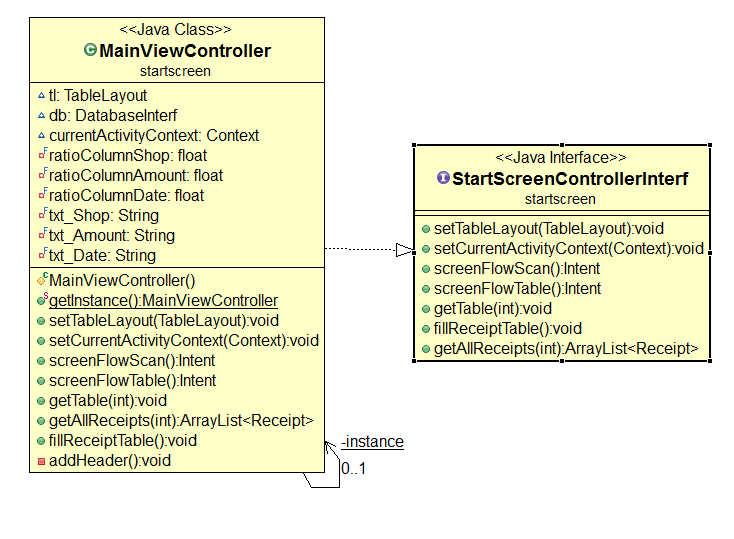 <<Java Class>>
MainViewController
startscreen
tl: TableLayout
db: DatabaseInterf
currentActivityContext: Context
ratioColumnShop: float
ratioColumnAmount: float
ratioColumnDate: float
txt_Shop: String
txt_Amount: String
txt_Date: String
MainViewController()
getInstance():MainViewController
setTableLayout(TableLayout):void
setCurrentActivityContext(Context):void
screenFlowScan():Intent
screenFlowTable():Intent
getTable(int):void
getAllReceipts(int):ArrayList<Receipt>
fillReceiptTable():void
addHeader():void
-instance
0..1
<<Java Interface>>
StartScreenControllerInterf
startscreen
setTableLayout(TableLayout):void
setCurrentActivityContext(Context):void
screenFlowScan():Intent
screenFlowTable():Intent
getTable(int):void
fillReceiptTable():void
getAllReceipts(int):ArrayList<Receipt>